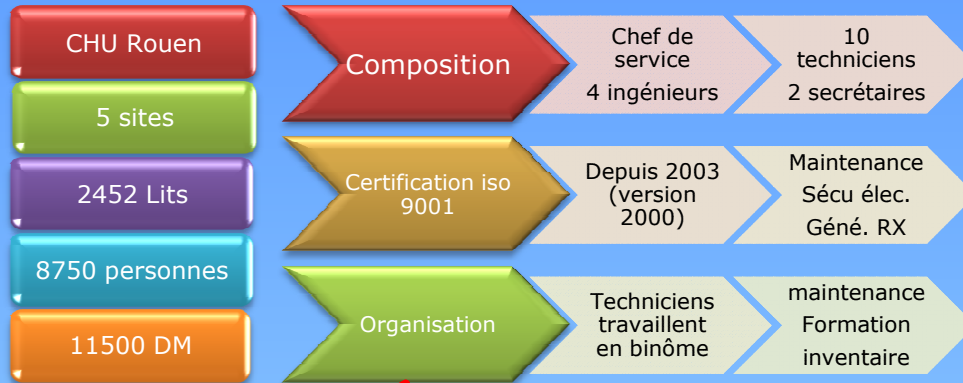 CHU Rouen
5 sites
2452 Lits
8750 personnes
11500 DM
Composition
Chef de
service
4 ingénieurs
10
techniciens
2 secrétaires
Certification iso
9001
Depuis 2003
(version
2000)
Maintenance
Sécu élec.
Géné. RX
Organisation
Techniciens
travaillent
en binôme
maintenance
Formation
inventaire